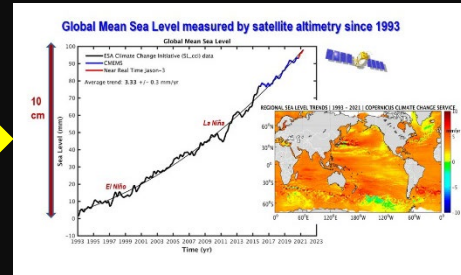 Global Mean Sea Level measured by satellite altimetry since 1993
Global Mean Sea Level
100
90
80
70
60
50
40
30
20
10
0
Sea Level (mm)
10
cm
ESA Climate Change Initiative (SL_cci) data
CMEMS
Near Real Time Jason-3
Average trend 3.33 +/- 0.3 mm/yr
La Niña
El Niño
1993 1995 1997 1999 2001 2003 2005 2007 2009 2011 2013 2015 2017 2019 2021 2023
Time (yr)
REGIONAL SEA LEVEL TRENDS | 1993 - 2021 | COPERNICUS CLIMATE CHANGE SERVICE
60°N
30°N
0°
30°S
60°S
0° 60°E 120°E 180°E 120°W 60°W 0°